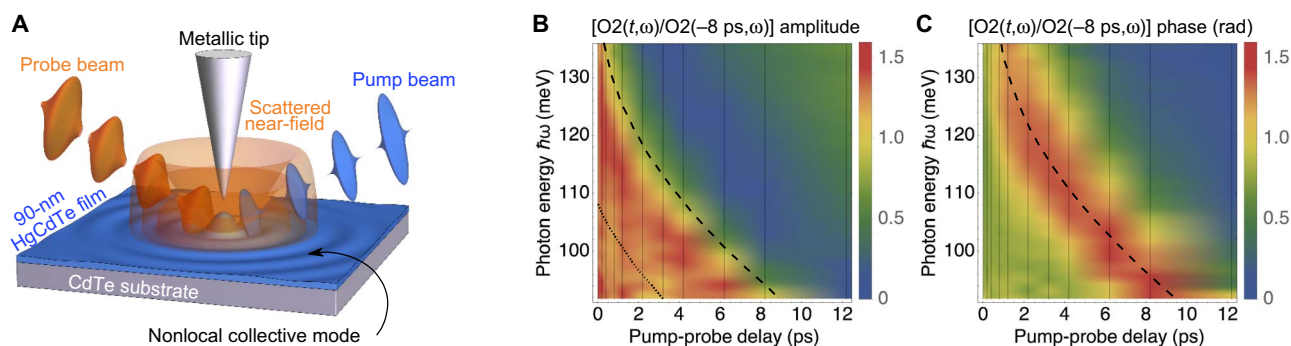 A
Metallic tip
Probe beam
Pump beam
Scattered
near-field
90-nm
HgCdTe film
CdTe substrate
Nonlocal collective mode
B
[O2(t,ω)/O2(−8 ps,ω)] amplitude
Photon energy ħω (meV)
130
120
110
100
0 2 4 6 8 10 12
Pump-probe delay (ps)
1.5
1.0
0.5
0
C
[O2(t,ω)/O2(−8 ps,ω)] phase (rad)
Photon energy ħω (meV)
130
120
110
100
0 2 4 6 8 10 12
Pump-probe delay (ps)
1.5
1.0
0.5
0